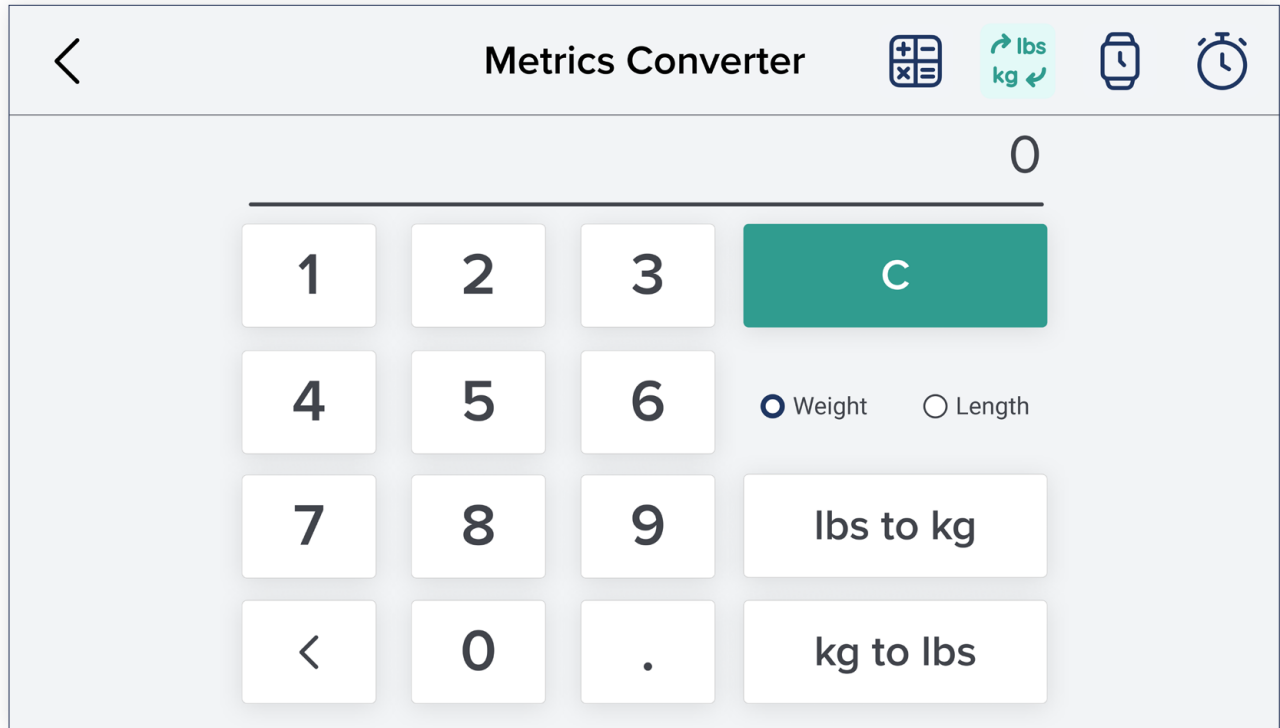 Metrics Converter
lbs
kg
0
1 2 3 C
4 5 6 Weight Length
7 8 9 lbs to kg
< 0 . kg to lbs